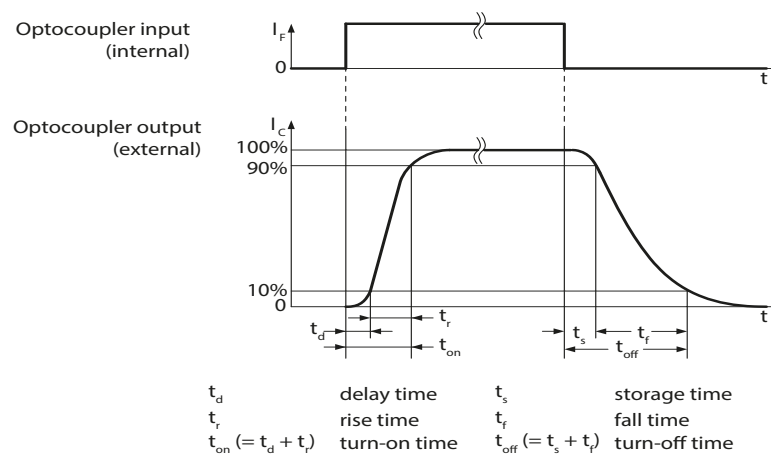 Optocoupler input
(internal)
I_F
0
t
Optocoupler output
(external)
I_C
100%
90%
10%
0
t
t_r
t_d
t_on
t_s
t_f
t_off
t_d delay time t_s storage time
t_r rise time t_f fall time
t_on (= t_d + t_r) turn-on time t_off (= t_s + t_f) turn-off time